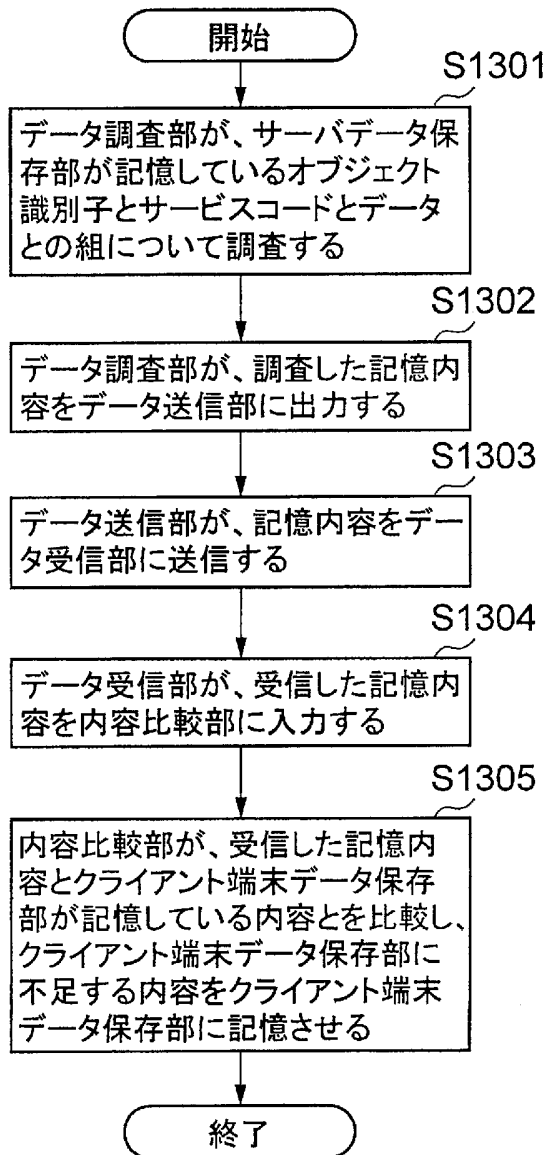 開始
S1301
データ調査部が、サーバデータ保
存部が記憶しているオブジェクト
識別子とサービスコードとデータ
との組について調査する
S1302
データ調査部が、調査した記憶内
容をデータ送信部に出力する
S1303
データ送信部が、記憶内容をデー
タ受信部に送信する
S1304
データ受信部が、受信した記憶内
容を内容比較部に入力する
S1305
内容比較部が、受信した記憶内
容とクライアント端末データ保存
部が記憶している内容とを比較し、
クライアント端末データ保存部に
不足する内容をクライアント端末
データ保存部に記憶させる
終了